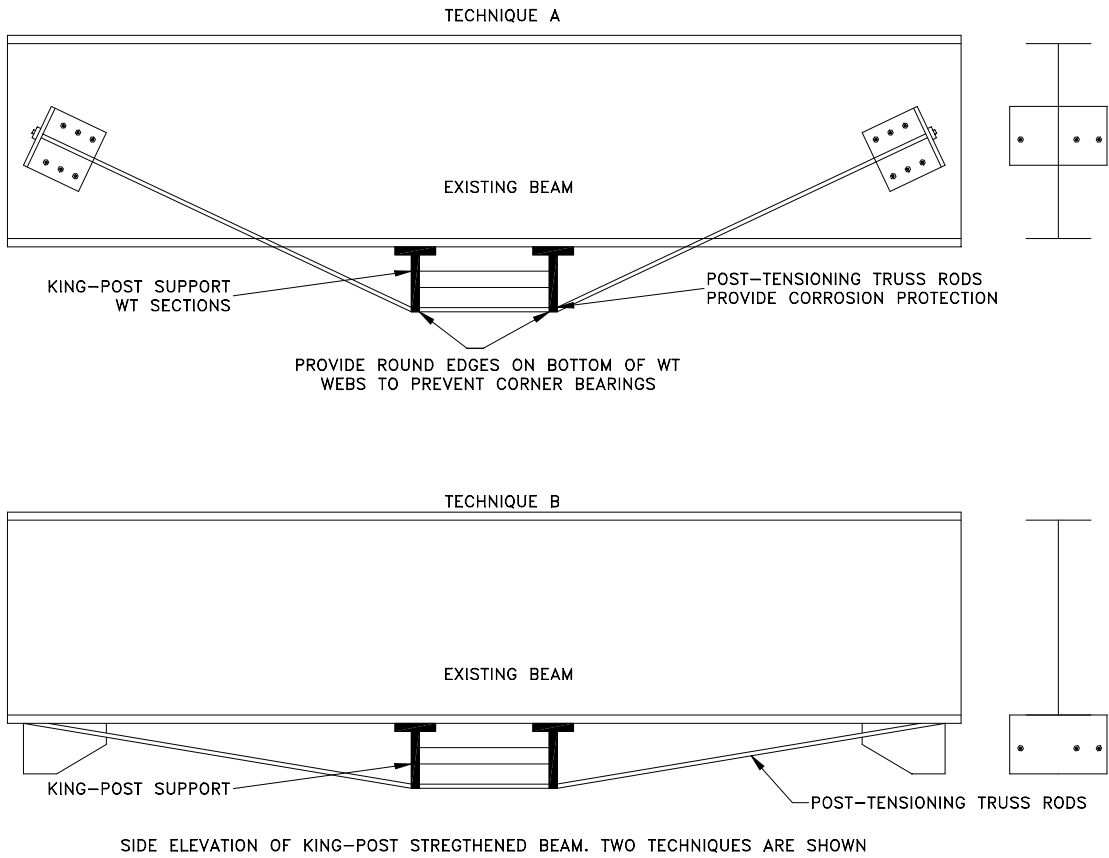 TECHNIQUE A
EXISTING BEAM
KING-POST SUPPORT
WT SECTIONS
POST-TENSIONING TRUSS RODS
PROVIDE CORROSION PROTECTION
PROVIDE ROUND EDGES ON BOTTOM OF WT
WEBS TO PREVENT CORNER BEARINGS
TECHNIQUE B
EXISTING BEAM
KING-POST SUPPORT
POST-TENSIONING TRUSS RODS
SIDE ELEVATION OF KING-POST STREGTHENED BEAM. TWO TECHNIQUES ARE SHOWN